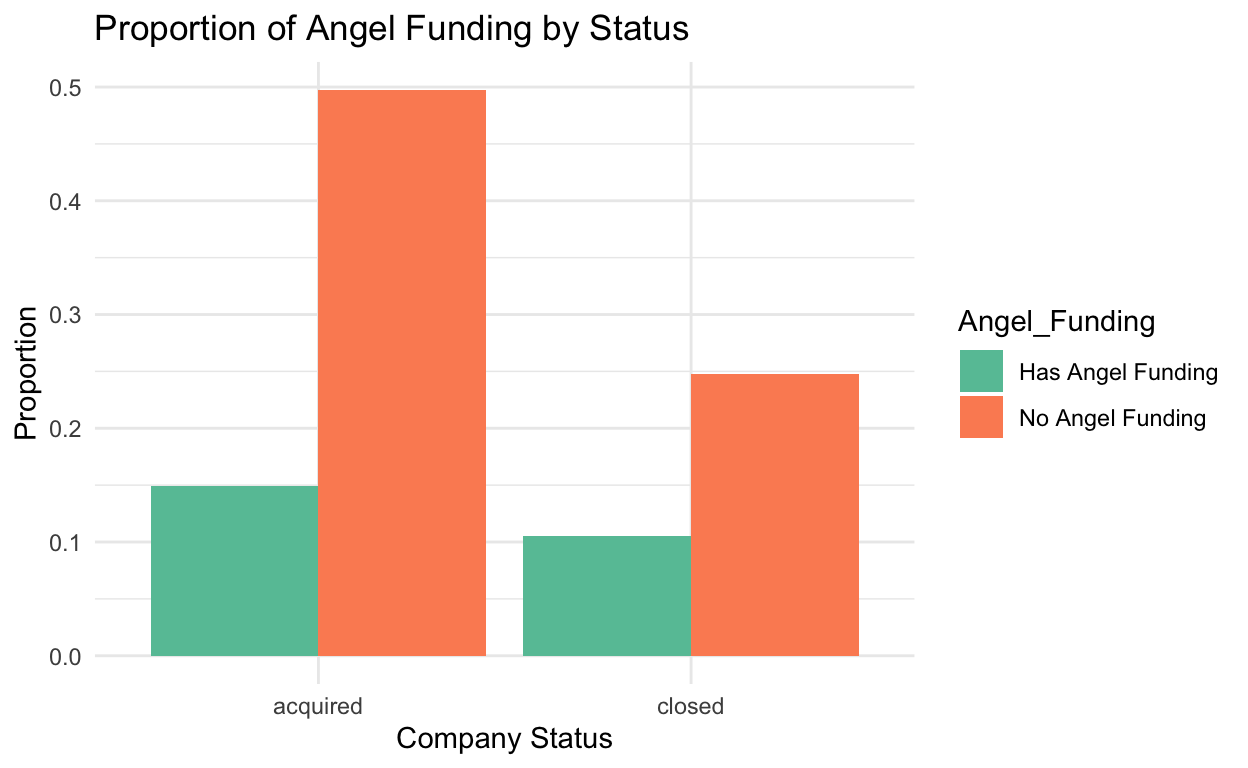 Proportion of Angel Funding by Status
0.5
0.4
0.3
0.2
0.1
0.0
Proportion
acquired
closed
Company Status
Angel_Funding
Has Angel Funding
No Angel Funding